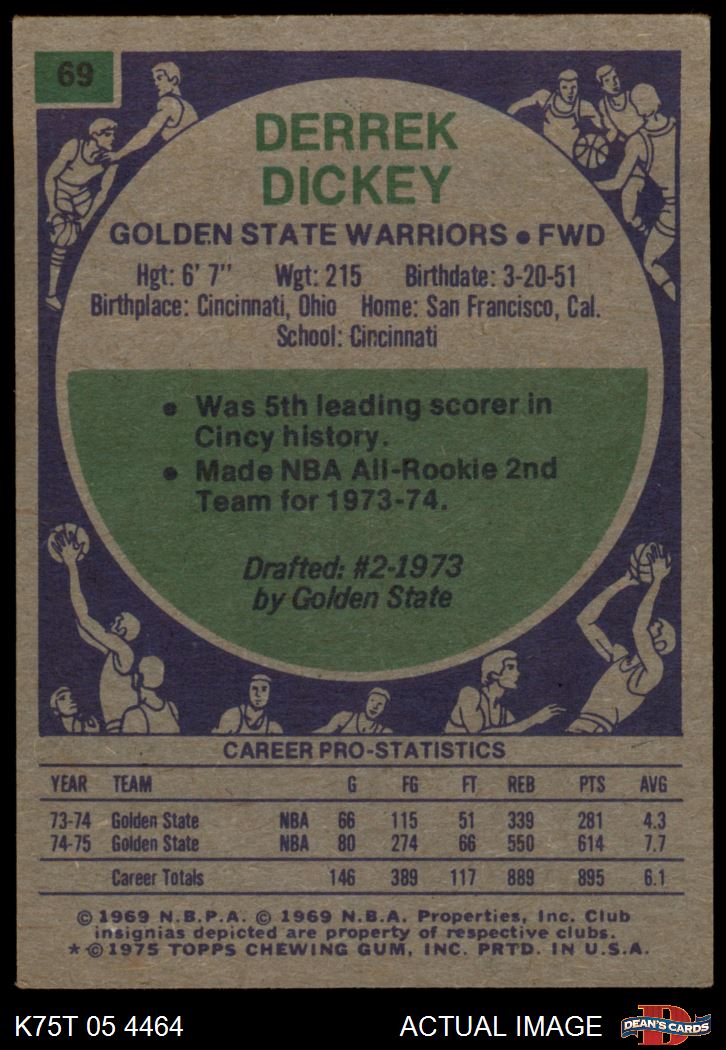 69
DERREK
DICKEY
GOLDEN STATE WARRIORS • FWD
Hgt: 6' 7" Wgt: 215 Birthdate: 3-20-51
Birthplace: Cincinnati, Ohio Home: San Francisco, Cal.
School: Cincinnati
• Was 5th leading scorer in
Cincy history.
• Made NBA All-Rookie 2nd
Team for 1973-74.
Drafted: #2-1973
by Golden State
CAREER PRO-STATISTICS
YEAR TEAM G FG FT REB PTS AVG
73-74 Golden State NBA 66 115 51 339 281 4.3
74-75 Golden State NBA 80 274 66 550 614 7.7
Career Totals 146 389 117 889 895 6.1
© 1969 N.B.P.A. © 1969 N.B.A. Properties, Inc. Club
insignias depicted are property of respective clubs.
* © 1975 TOPPS CHEWING GUM, INC. PRTD. IN U.S.A.
K75T 05 4464 ACTUAL IMAGE
D
DEAN'S CARDS